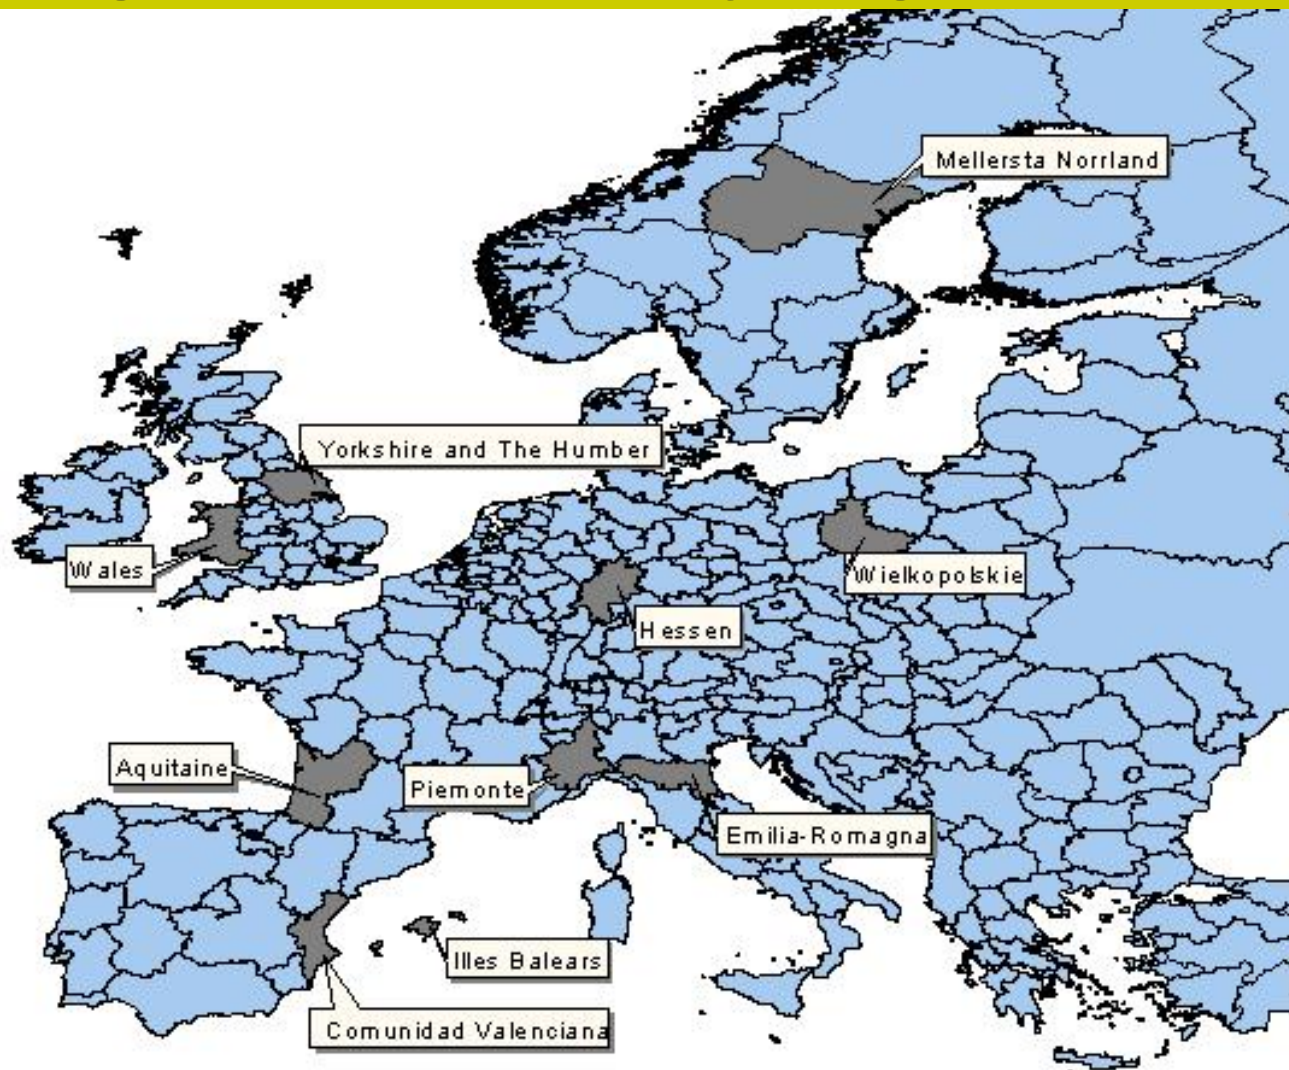 Mellersta Norrland
Yorkshire and The Humber
Wales
Wielkopolskie
Hessen
Aquitaine
Piemonte
Emilia-Romagna
Illes Balears
Comunidad Valenciana